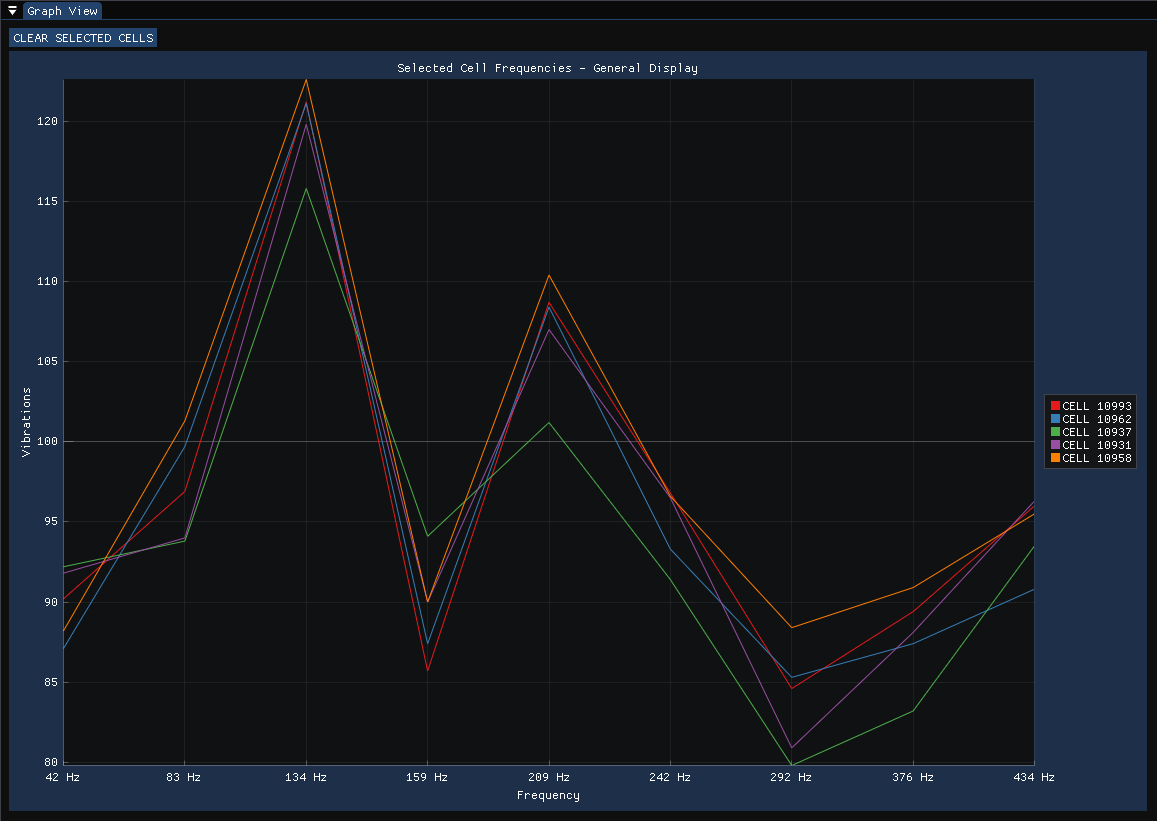 Graph View
CLEAR SELECTED CELLS
Selected Cell Frequencies - General Display
120
115
110
105
100
95
90
85
80
Vibrations
42 Hz 83 Hz 134 Hz 159 Hz 209 Hz 242 Hz 292 Hz 376 Hz 434 Hz
Frequency
CELL 10993
CELL 10962
CELL 10937
CELL 10931
CELL 10958